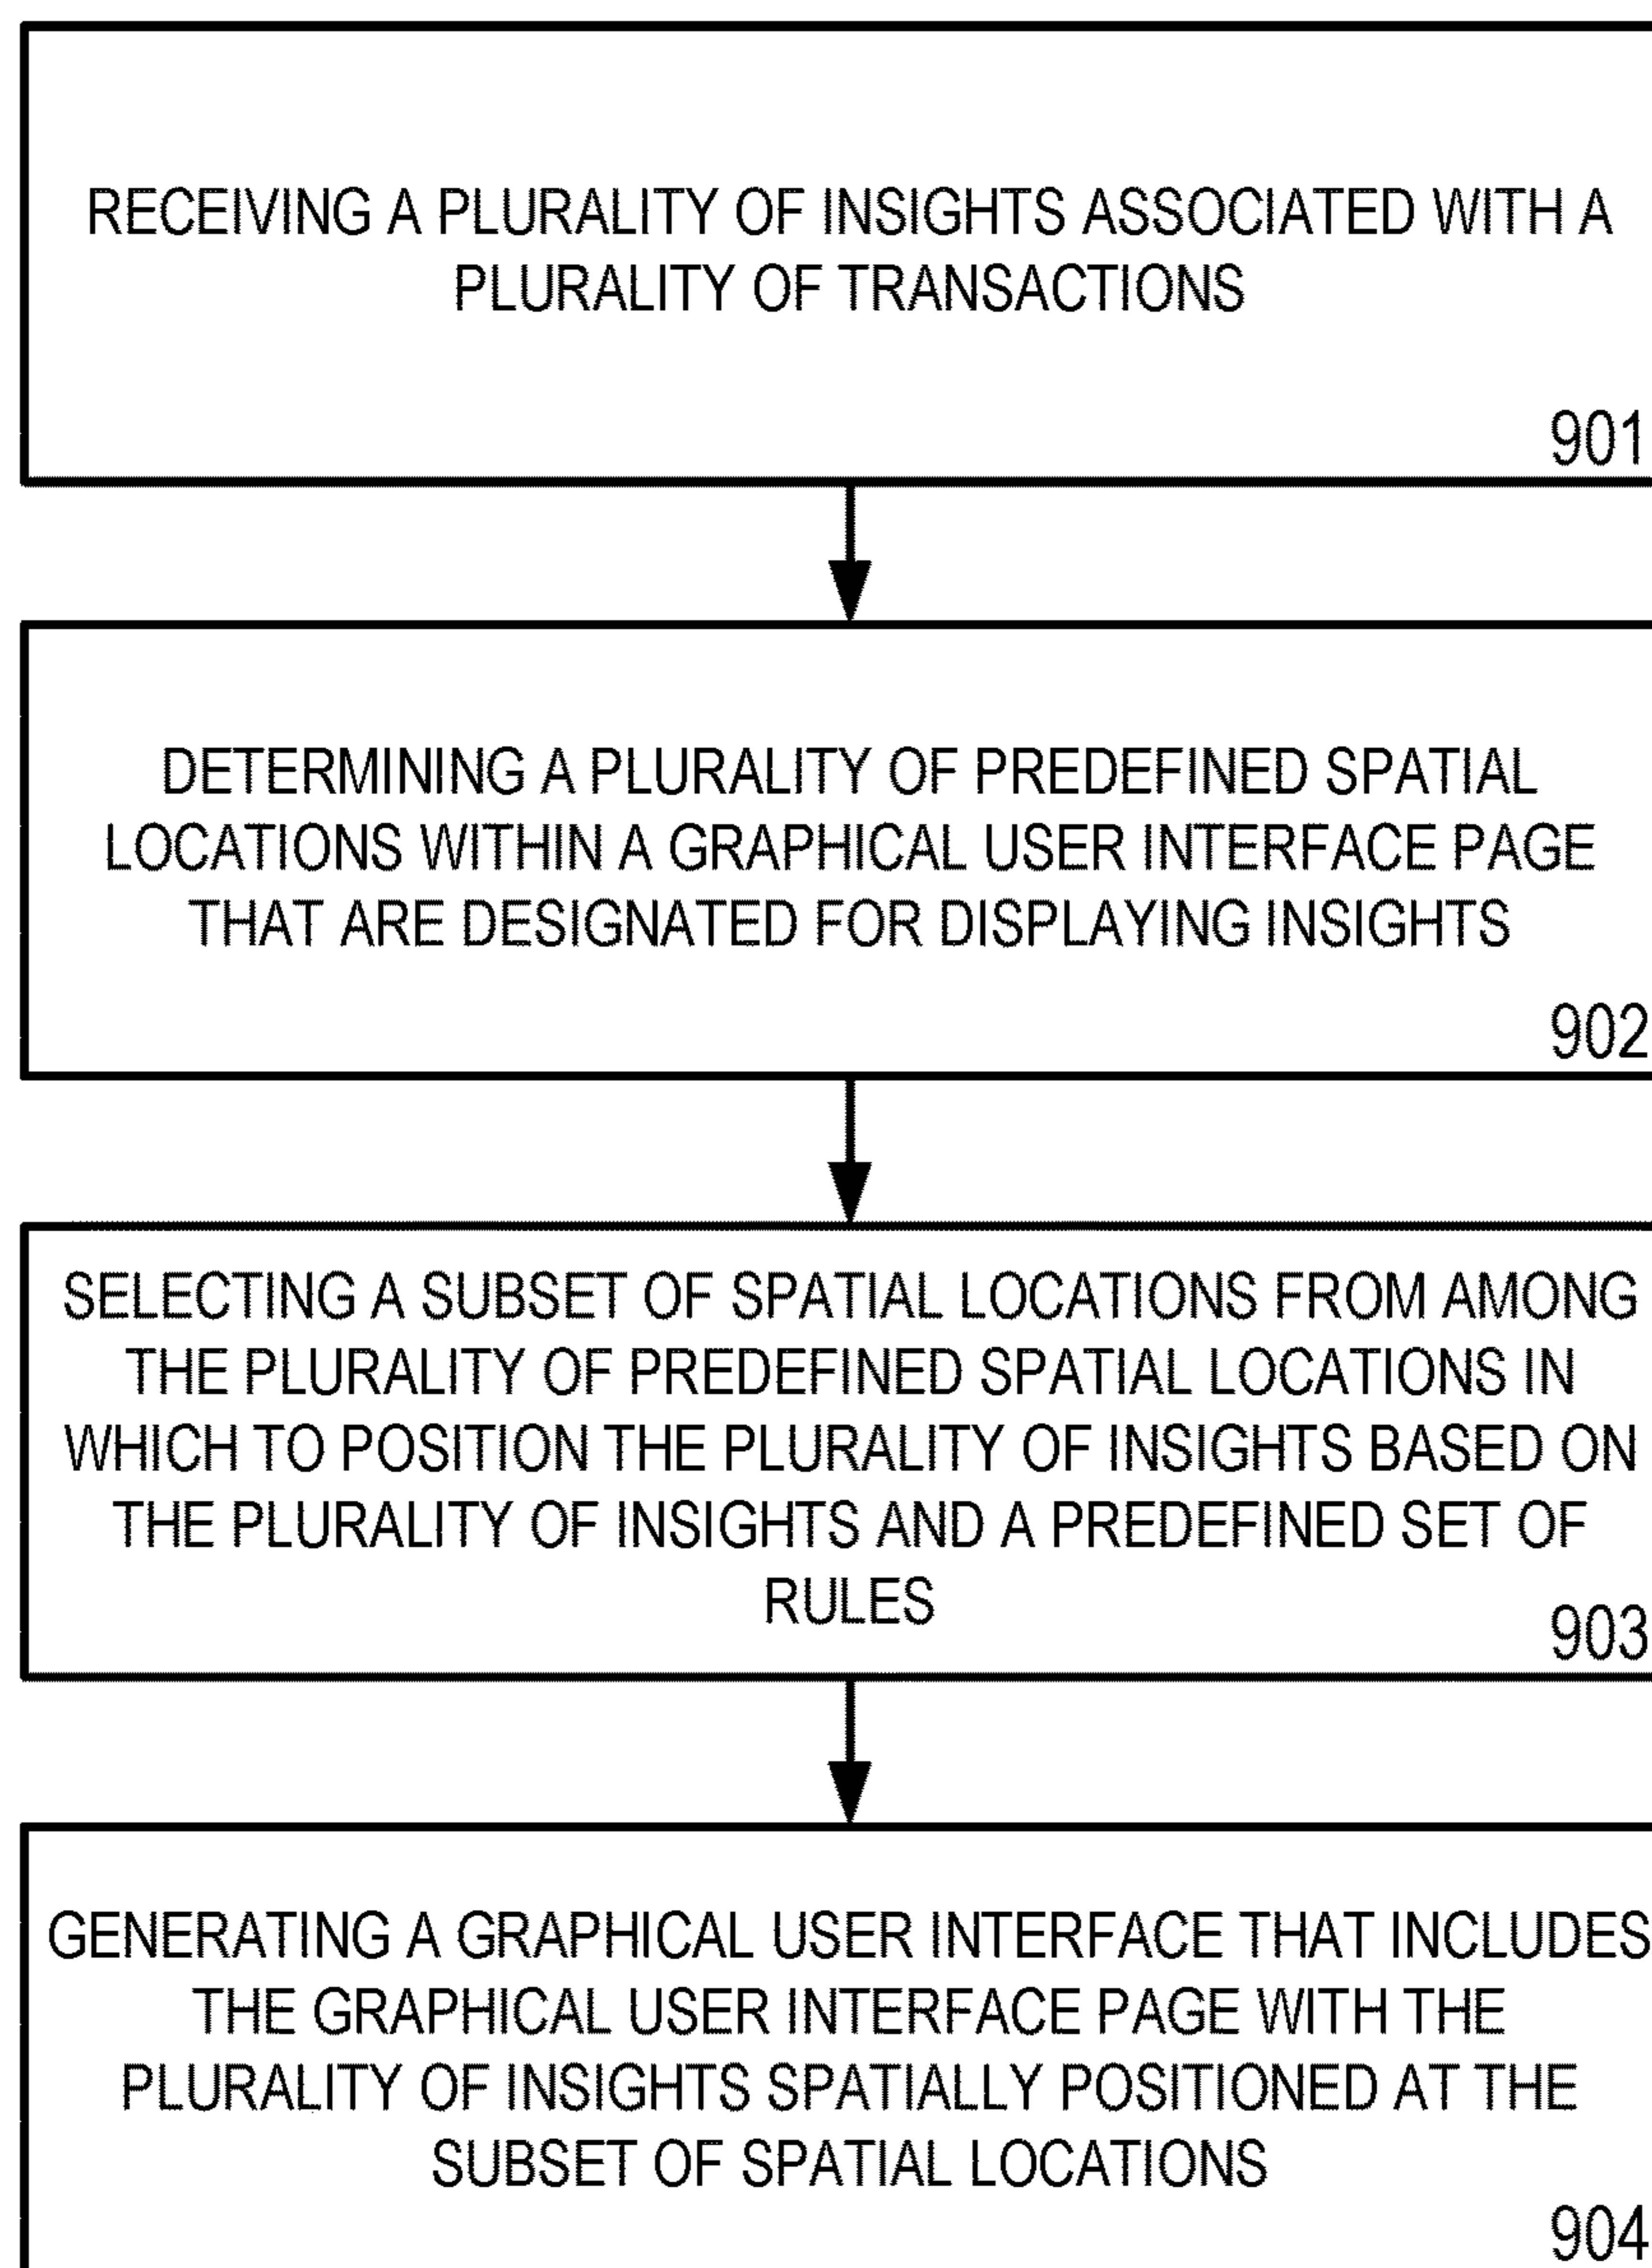 RECEIVING A PLURALITY OF INSIGHTS ASSOCIATED WITH A
PLURALITY OF TRANSACTIONS
901
DETERMINING A PLURALITY OF PREDEFINED SPATIAL
LOCATIONS WITHIN A GRAPHICAL USER INTERFACE PAGE
THAT ARE DESIGNATED FOR DISPLAYING INSIGHTS
902
SELECTING A SUBSET OF SPATIAL LOCATIONS FROM AMONG
THE PLURALITY OF PREDEFINED SPATIAL LOCATIONS IN
WHICH TO POSITION THE PLURALITY OF INSIGHTS BASED ON
THE PLURALITY OF INSIGHTS AND A PREDEFINED SET OF
RULES
903
GENERATING A GRAPHICAL USER INTERFACE THAT INCLUDES
THE GRAPHICAL USER INTERFACE PAGE WITH THE
PLURALITY OF INSIGHTS SPATIALLY POSITIONED AT THE
SUBSET OF SPATIAL LOCATIONS
904